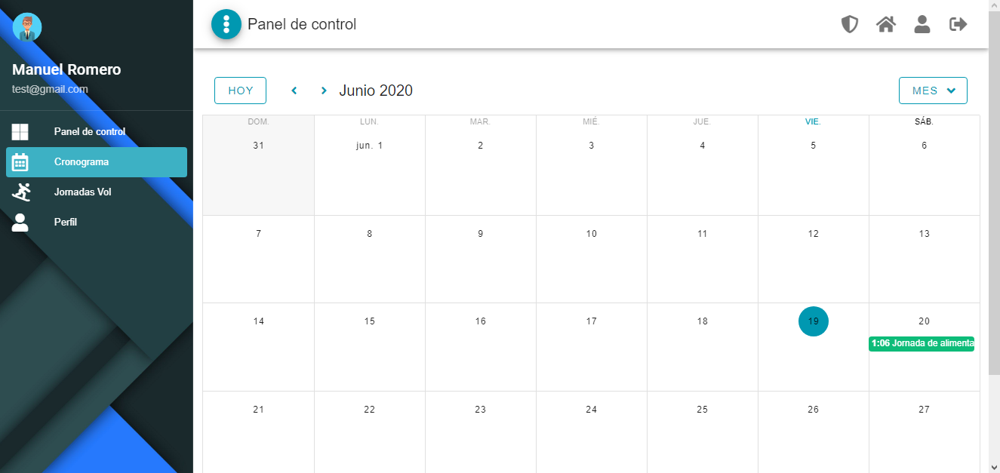 Manuel Romero
test@gmail.com
Panel de control
Cronograma
Jornadas Vol
Perfil
Panel de control
HOY
Junio 2020
MES
DOM. LUN. MAR. MIÉ. JUE. VIE. SÁB.
31 jun. 1 2 3 4 5 6
7 8 9 10 11 12 13
14 15 16 17 18 19 20
1:06 Jornada de alimenta
21 22 23 24 25 26 27